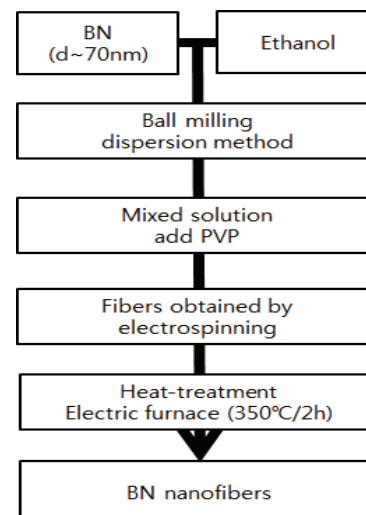 BN
(d~70nm)
Ethanol
Ball milling
dispersion method
Mixed solution
add PVP
Fibers obtained by
electrospinning
Heat-treatment
Electric furnace (350℃/2h)
BN nanofibers